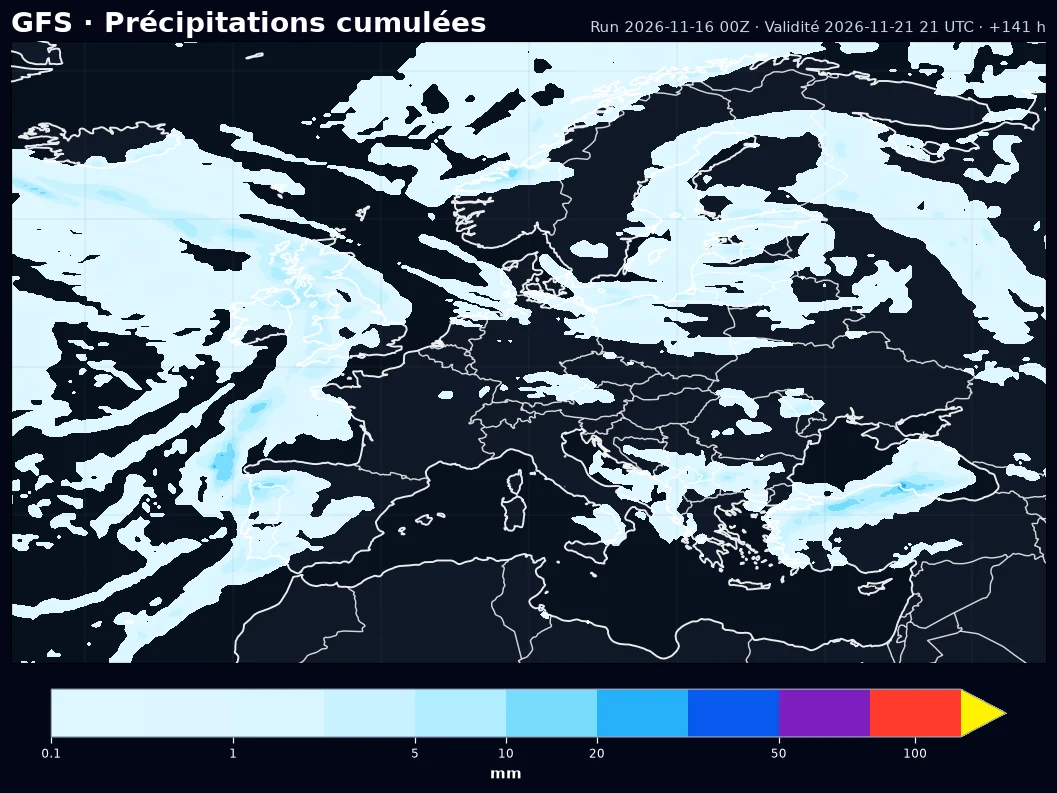 GFS · Précipitations cumulées
Run 2026-11-16 00Z · Validité 2026-11-21 21 UTC · +141 h
0.1 1 5 10 20 50 100
mm